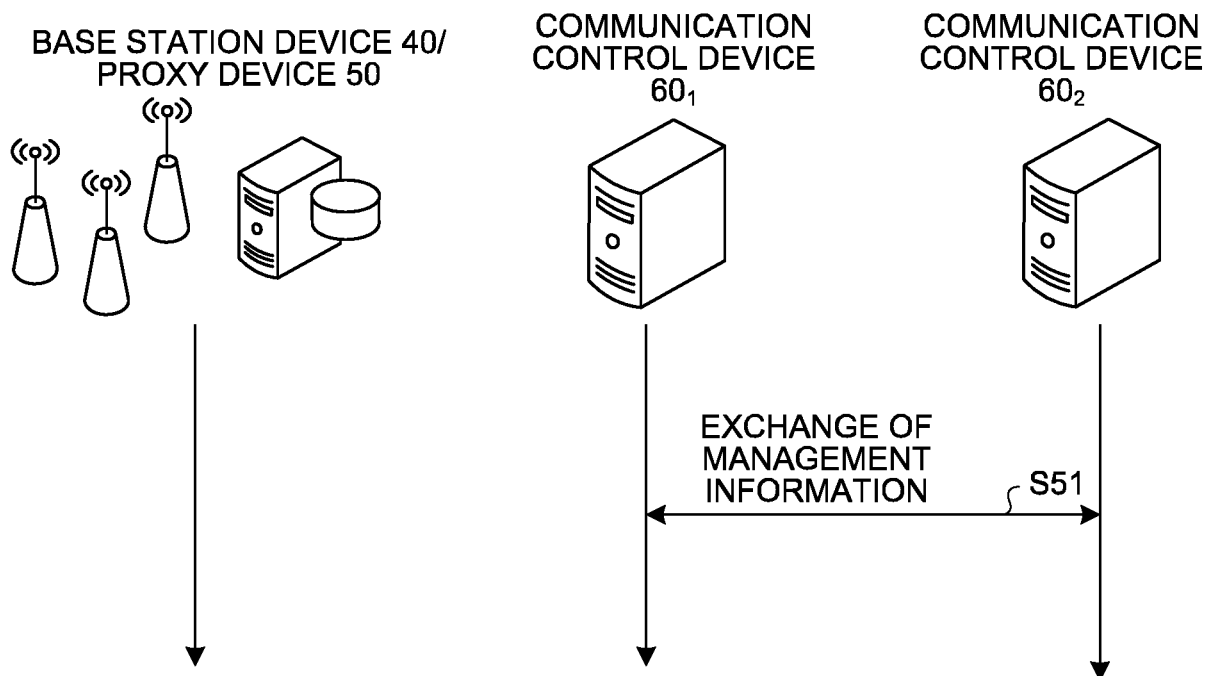 BASE STATION DEVICE 40/
PROXY DEVICE 50
COMMUNICATION
CONTROL DEVICE
60₁
COMMUNICATION
CONTROL DEVICE
60₂
EXCHANGE OF
MANAGEMENT
INFORMATION
S51